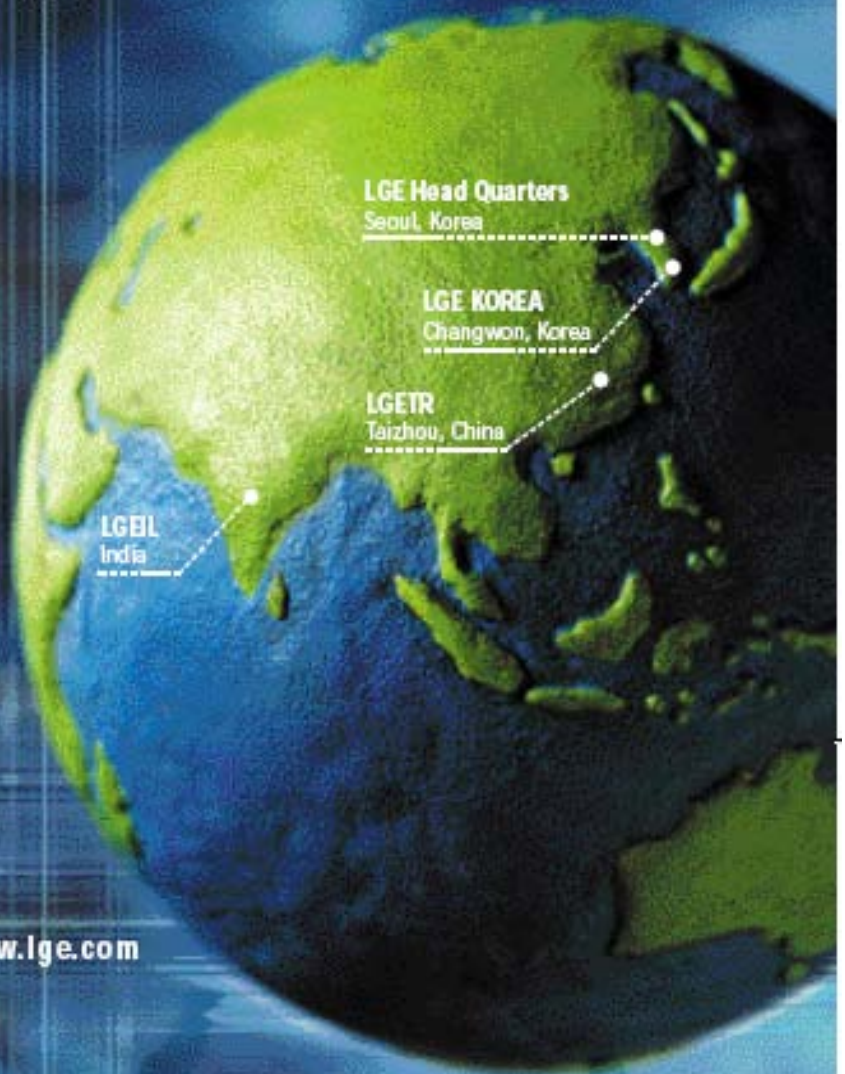 LGE Head Quarters
Seoul, Korea
LGE KOREA
Changwon, Korea
LGETR
Taizhou, China
LGEIL
India
w.lge.com